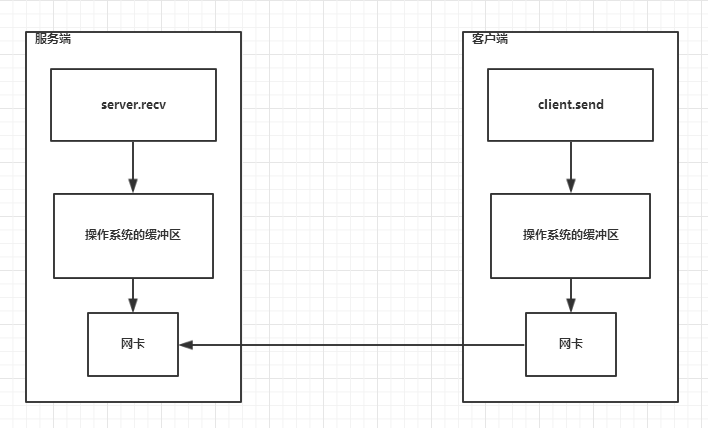 服务端
server.recv
操作系统的缓冲区
网卡
客户端
client.send
操作系统的缓冲区
网卡